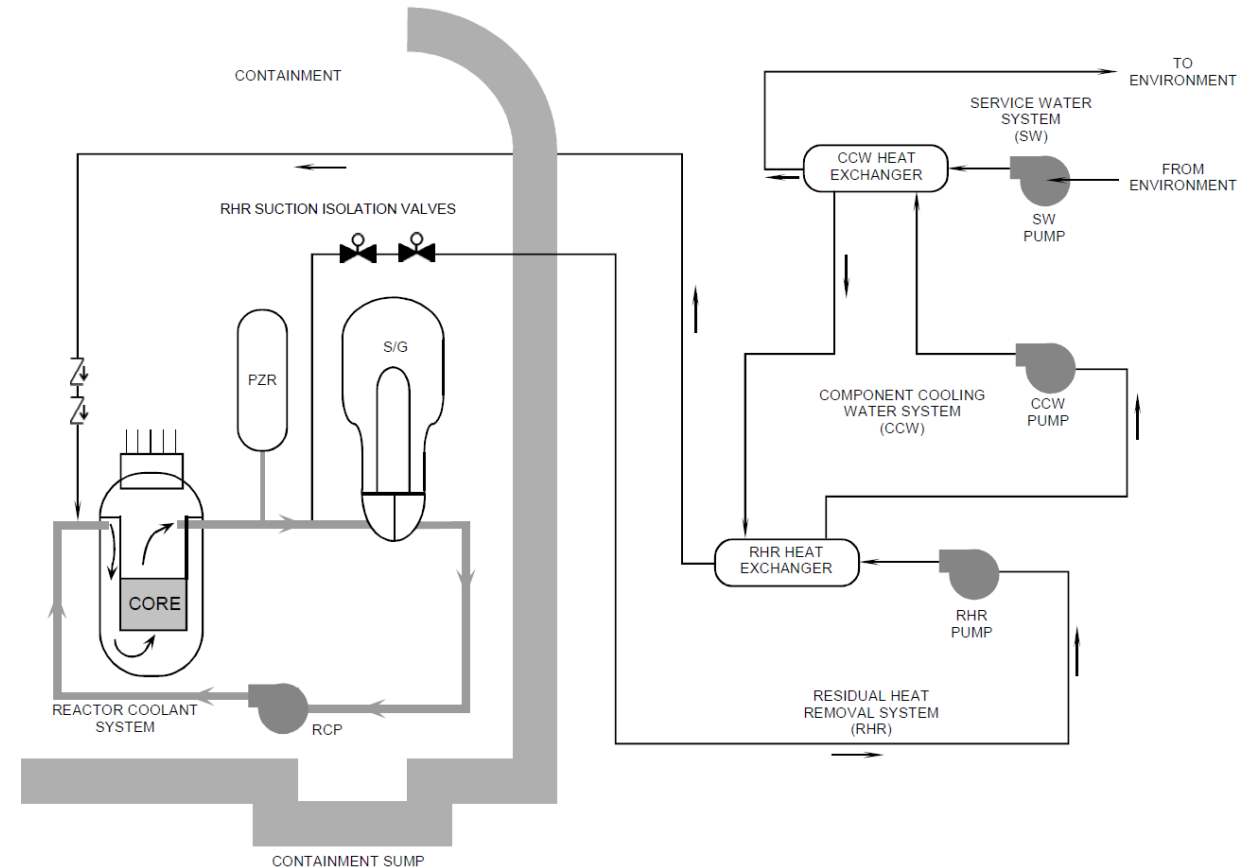 CONTAINMENT
TO
ENVIRONMENT
SERVICE WATER
SYSTEM
(SW)
CCW HEAT
EXCHANGER
FROM
ENVIRONMENT
SW
PUMP
RHR SUCTION ISOLATION VALVES
S/G
PZR
COMPONENT COOLING
WATER SYSTEM
(CCW)
CCW
PUMP
RHR HEAT
EXCHANGER
CORE
RHR
PUMP
REACTOR COOLANT
SYSTEM
RCP
RESIDUAL HEAT
REMOVAL SYSTEM
(RHR)
CONTAINMENT SUMP